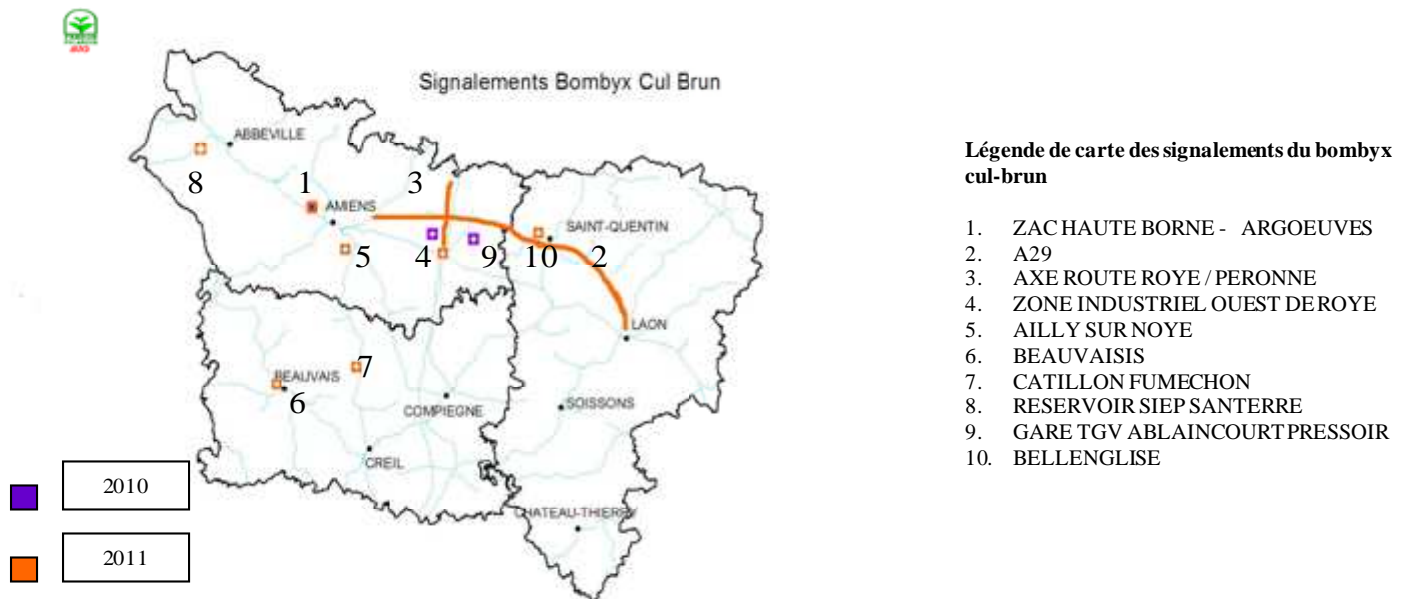 Signalements Bombyx Cul Brun
ABBEVILLE
8
1
3
AMIENS
SAINT-QUENTIN
5
4
9
10
2
LAON
7
BEAUVAIS
6
COMPIEGNE
SOISSONS
CREIL
CHATEAU-THIERRY
2010
2011
Légende de carte des signalements du bombyx
cul-brun
1. ZAC HAUTE BORNE - ARGOEUVES
2. A29
3. AXE ROUTE ROYE / PERONNE
4. ZONE INDUSTRIEL OUEST DE ROYE
5. AILLY SUR NOYE
6. BEAUVAISIS
7. CATILLON FUMECHON
8. RESERVOIR SIEP SANTERRE
9. GARE TGV ABLAINCOURT PRESSOIR
10. BELLENGLISE